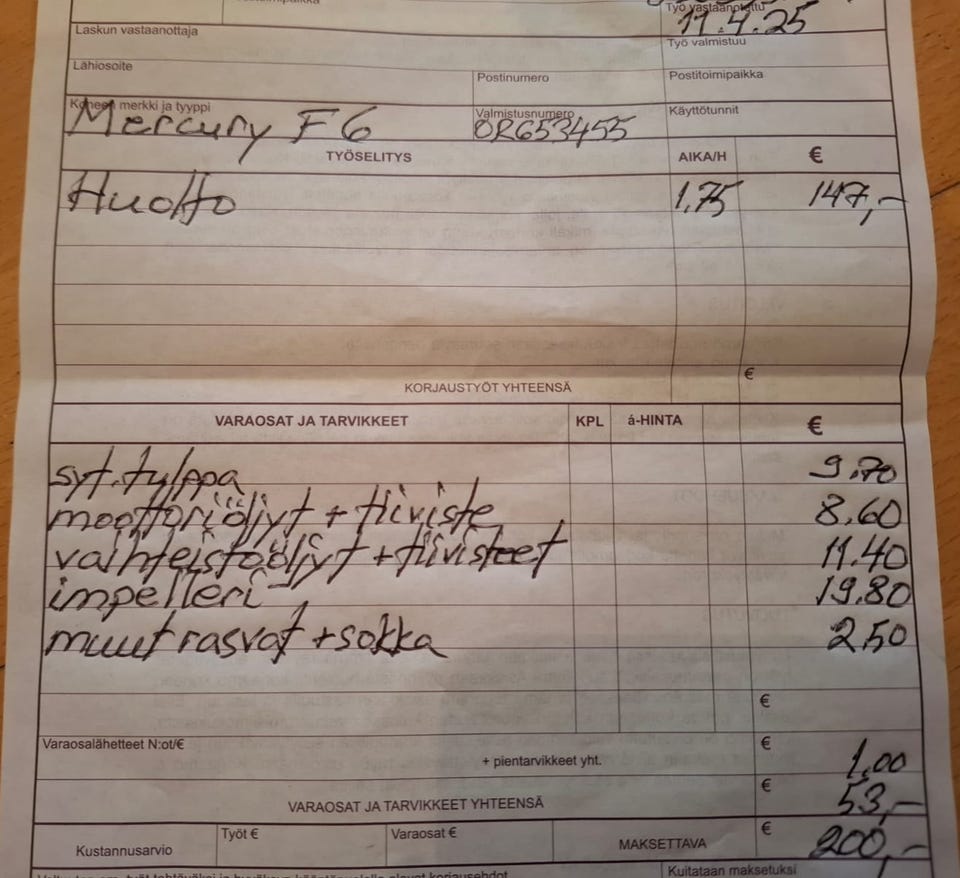 Työ vastaanotettu
11.4.25
Laskun vastaanottaja
Työ valmistuu
Lähiosoite
Postinumero
Postitoimipaikka
Koneen merkki ja tyyppi
Valmistusnumero
Käyttötunnit
Mercury F6 0R653455
TYÖSELITYS AIKA/H €
Huolto 1,75 147,-
KORJAUSTYÖT YHTEENSÄ €
VARAOSAT JA TARVIKKEET KPL á-HINTA €
syt.tulppa 9.70
moottoriöljyt + tiiviste 8.60
vaihteistoöljyt + tiivisteet 11.40
impelleri 19.80
muut rasvat + sokka 2.50
€
Varaosalähetteet N:ot/€ €
+ pientarvikkeet yht. 1.00
VARAOSAT JA TARVIKKEET YHTEENSÄ € 53,-
Kustannusarvio Työt € Varaosat € MAKSETTAVA € 200,-
Kuitataan maksetuksi